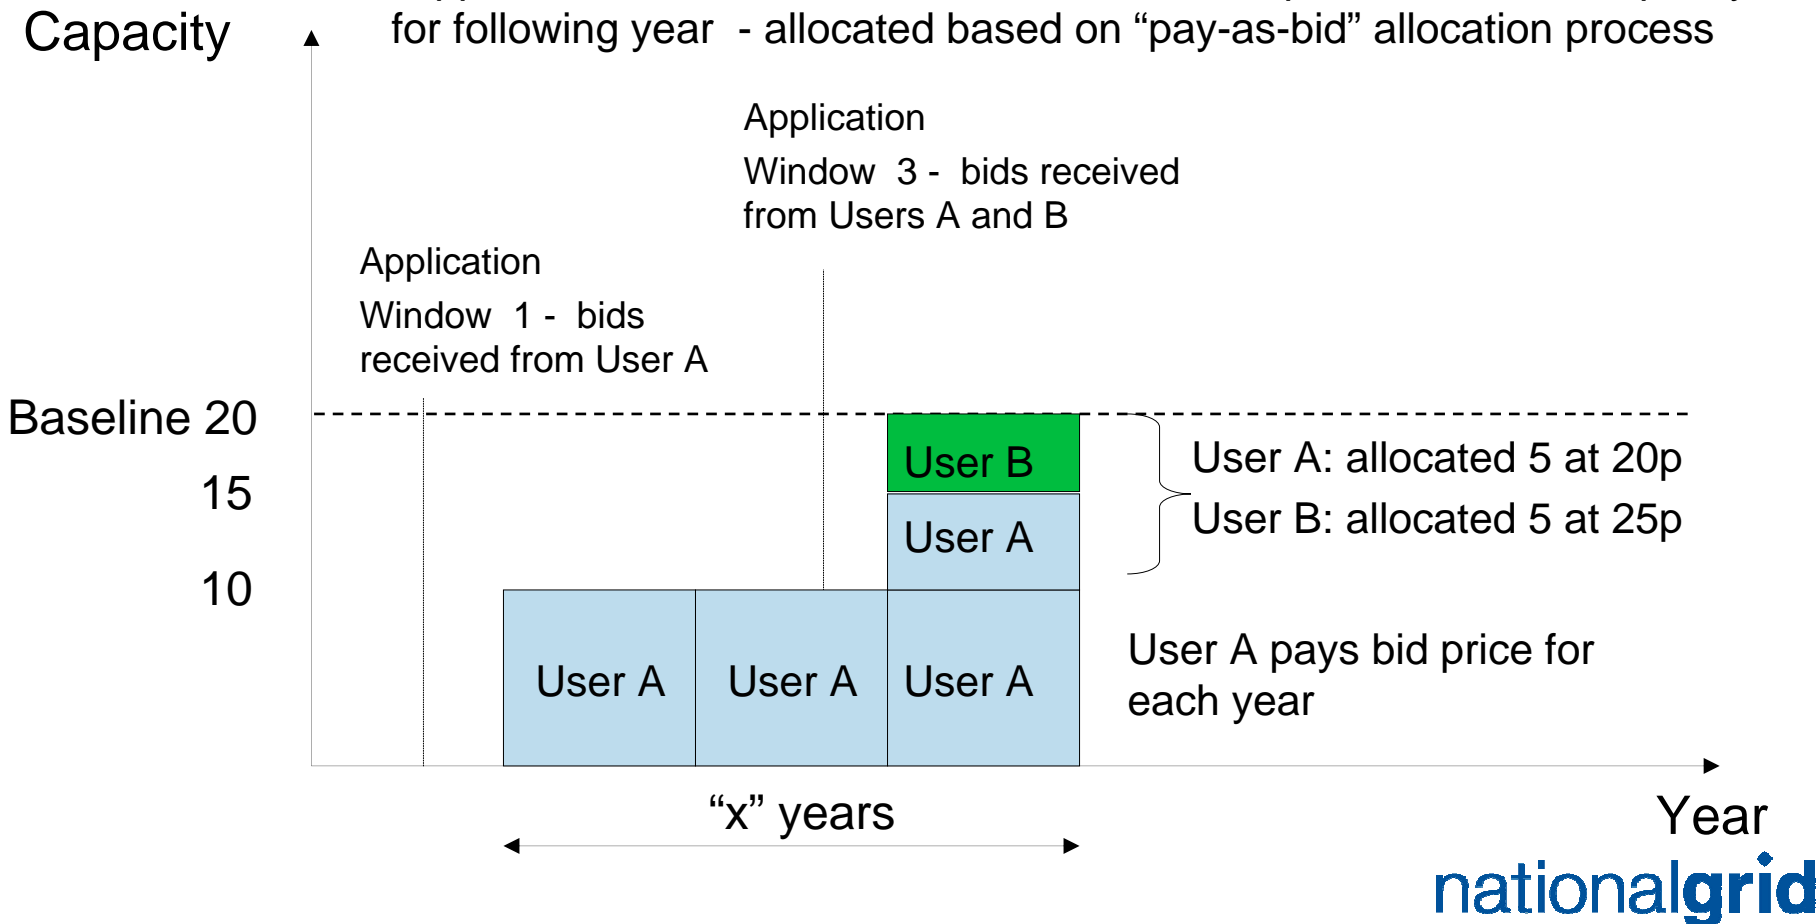 Capacity
for following year - allocated based on “pay-as-bid” allocation process
Application
Window 3 - bids received
from Users A and B
Application
Window 1 - bids
received from User A
Baseline 20
15
10
User B
User A
User A
User A
User A
User A: allocated 5 at 20p
User B: allocated 5 at 25p
User A pays bid price for
each year
“x” years
Year
nationalgrid